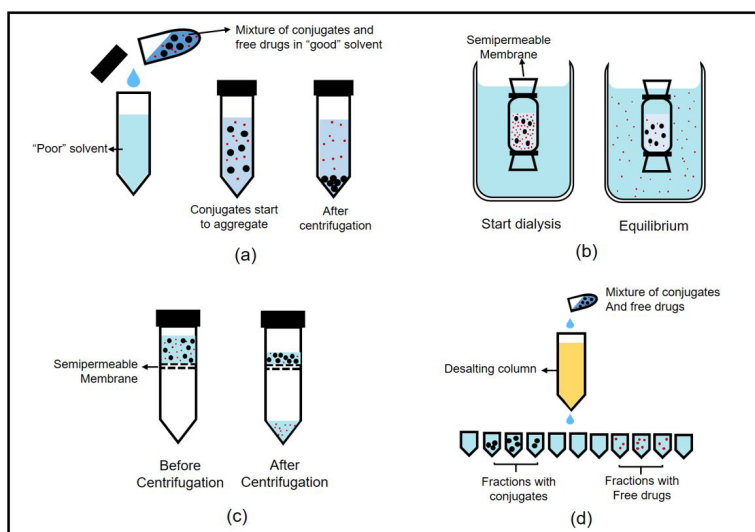 Mixture of conjugates and
free drugs in “good” solvent
“Poor” solvent
Conjugates start
to aggregate
After
centrifugation
(a)
Semipermeable
Membrane
Start dialysis
Equilibrium
(b)
Semipermeable
Membrane
Before
Centrifugation
After
Centrifugation
(c)
Mixture of conjugates
And free drugs
Desalting column
Fractions with
conjugates
Fractions with
Free drugs
(d)